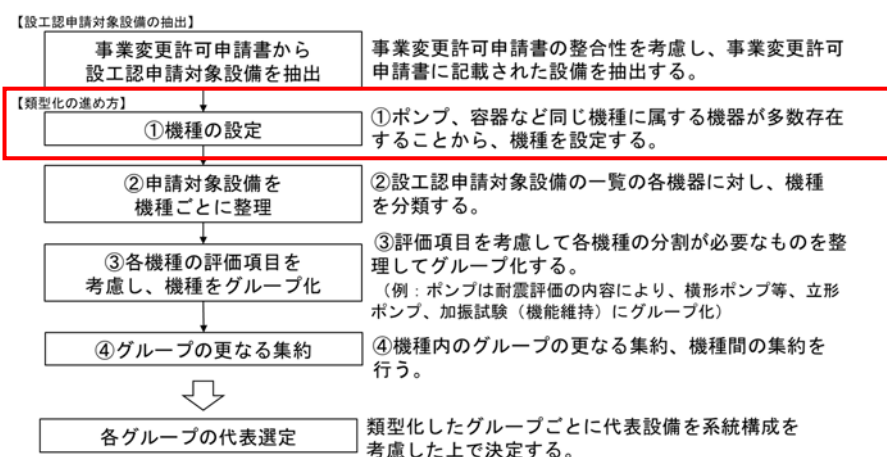 【設工認申請対象設備の抽出】
事業変更許可申請書から
設工認申請対象設備を抽出
事業変更許可申請書の整合性を考慮し、事業変更許可
申請書に記載された設備を抽出する。
【類型化の進め方】
①機種の設定
①ポンプ、容器など同じ機種に属する機器が多数存在
することから、機種を設定する。
②申請対象設備を
機種ごとに整理
②設工認申請対象設備の一覧の各機器に対し、機種
を分類する。
③各機種の評価項目を
考慮し、機種をグループ化
③評価項目を考慮して各機種の分割が必要なものを整
理してグループ化する。
（例：ポンプは耐震評価の内容により、横形ポンプ等、立形
ポンプ、加振試験（機能維持）にグループ化）
④グループの更なる集約
④機種内のグループの更なる集約、機種間の集約を
行う。
各グループの代表選定
類型化したグループごとに代表設備を系統構成を
考慮した上で決定する。